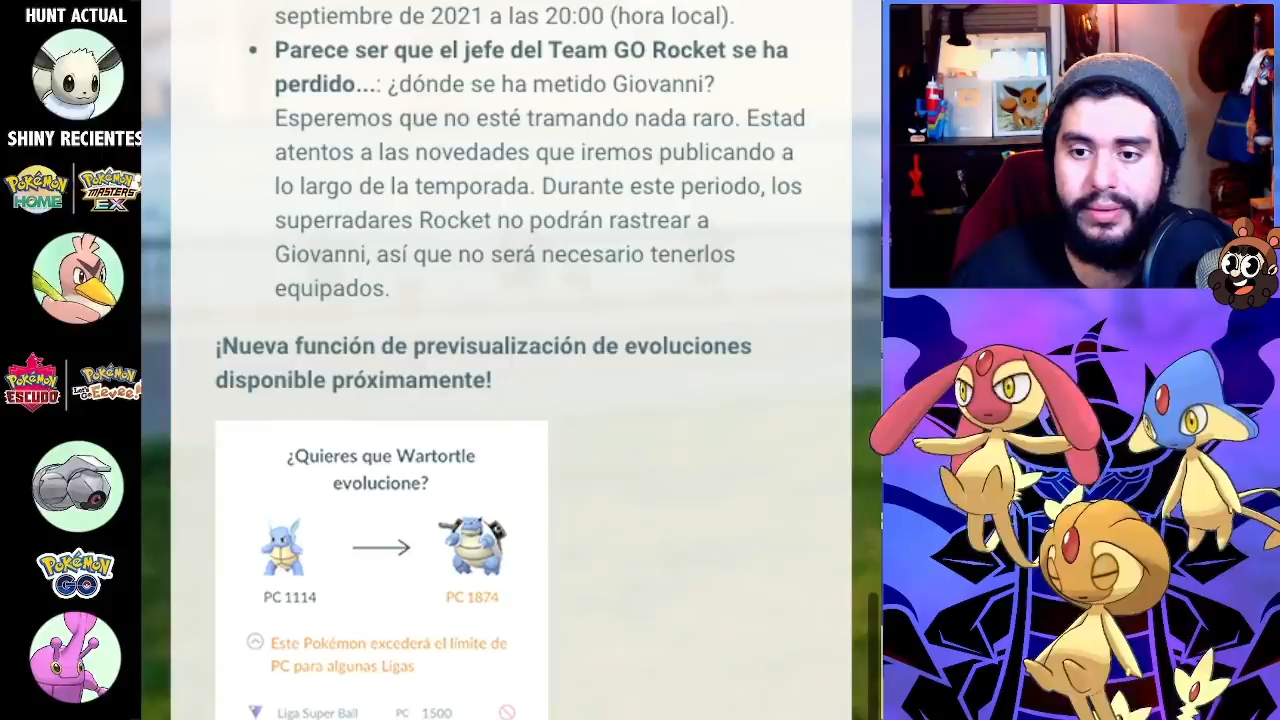 HUNT ACTUAL
SHINY RECIENTES
Pokémon HOME
Pokémon MASTERS EX
Pokémon ESCUDO
Pokémon Let's Go Eevee!
Pokémon GO
septiembre de 2021 a las 20:00 (hora local).
• Parece ser que el jefe del Team GO Rocket se ha
perdido...: ¿dónde se ha metido Giovanni?
Esperemos que no esté tramando nada raro. Estad
atentos a las novedades que iremos publicando a
lo largo de la temporada. Durante este periodo, los
superradares Rocket no podrán rastrear a
Giovanni, así que no será necesario tenerlos
equipados.
¡Nueva función de previsualización de evoluciones
disponible próximamente!
¿Quieres que Wartortle
evolucione?
PC 1114
PC 1874
Este Pokémon excederá el límite de
PC para algunas Ligas
Liga Super Ball PC 1500